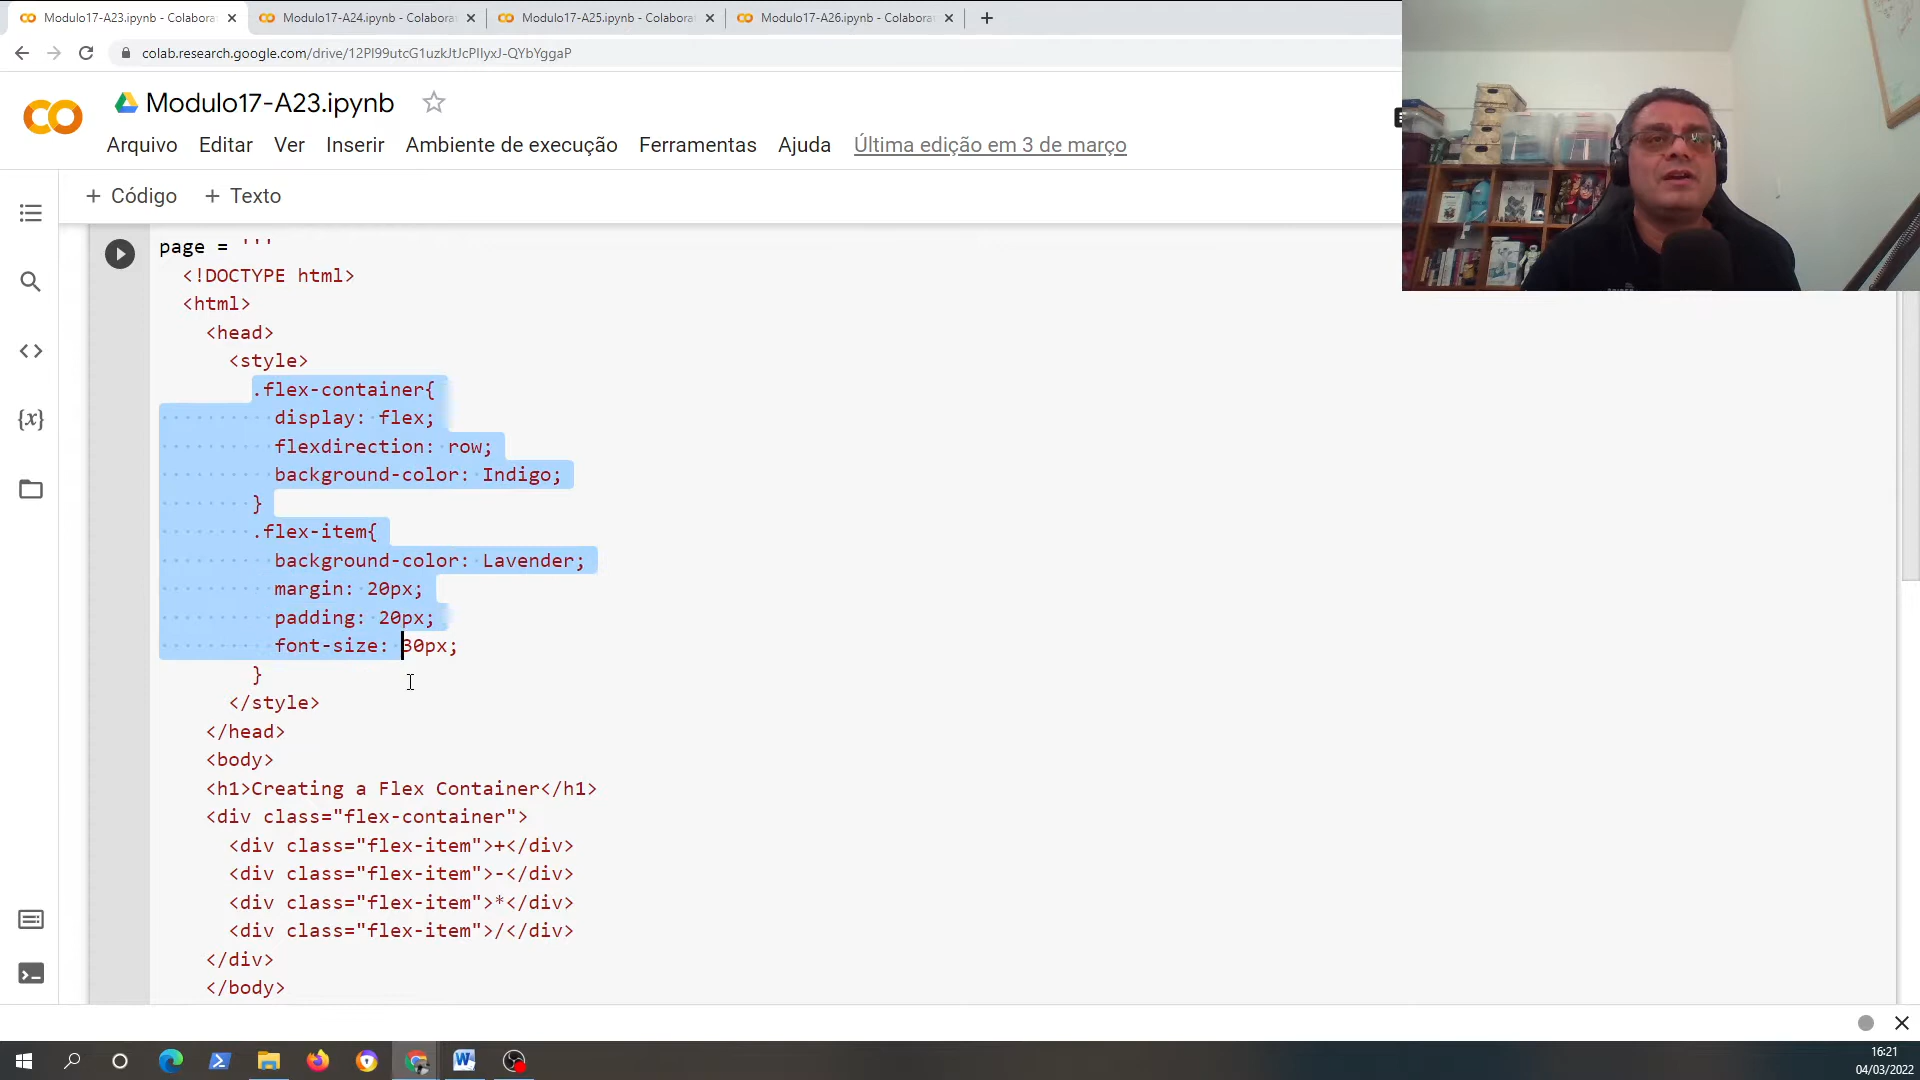 Modulo17-A23.ipynb - Colabora
Modulo17-A24.ipynb - Colabora
Modulo17-A25.ipynb - Colabora
Modulo17-A26.ipynb - Colabora
colab.research.google.com/drive/12PI99utcG1uzkJtJcPIlyxJ-QYbYggaP
CO
Modulo17-A23.ipynb
Arquivo Editar Ver Inserir Ambiente de execução Ferramentas Ajuda Última edição em 3 de março
+ Código + Texto
page = '''
<!DOCTYPE html>
<html>
<head>
<style>
.flex-container{
display: flex;
flexdirection: row;
background-color: Indigo;
}
.flex-item{
background-color: Lavender;
margin: 20px;
padding: 20px;
font-size: 30px;
}
</style>
</head>
<body>
<h1>Creating a Flex Container</h1>
<div class="flex-container">
<div class="flex-item">+</div>
<div class="flex-item">-</div>
<div class="flex-item">*</div>
<div class="flex-item">/</div>
</div>
</body>
16:21
04/03/2022